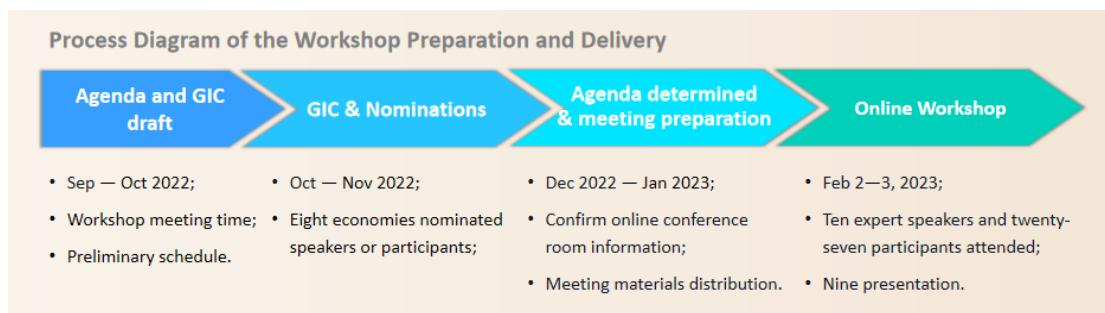 Process Diagram of the Workshop Preparation and Delivery
Agenda and GIC
draft
GIC & Nominations
Agenda determined
& meeting preparation
Online Workshop
• Sep — Oct 2022;
• Workshop meeting time;
• Preliminary schedule.
• Oct — Nov 2022;
• Eight economies nominated
speakers or participants;
• Dec 2022 — Jan 2023;
• Confirm online conference
room information;
• Meeting materials distribution.
• Feb 2—3, 2023;
• Ten expert speakers and twenty-
seven participants attended;
• Nine presentation.